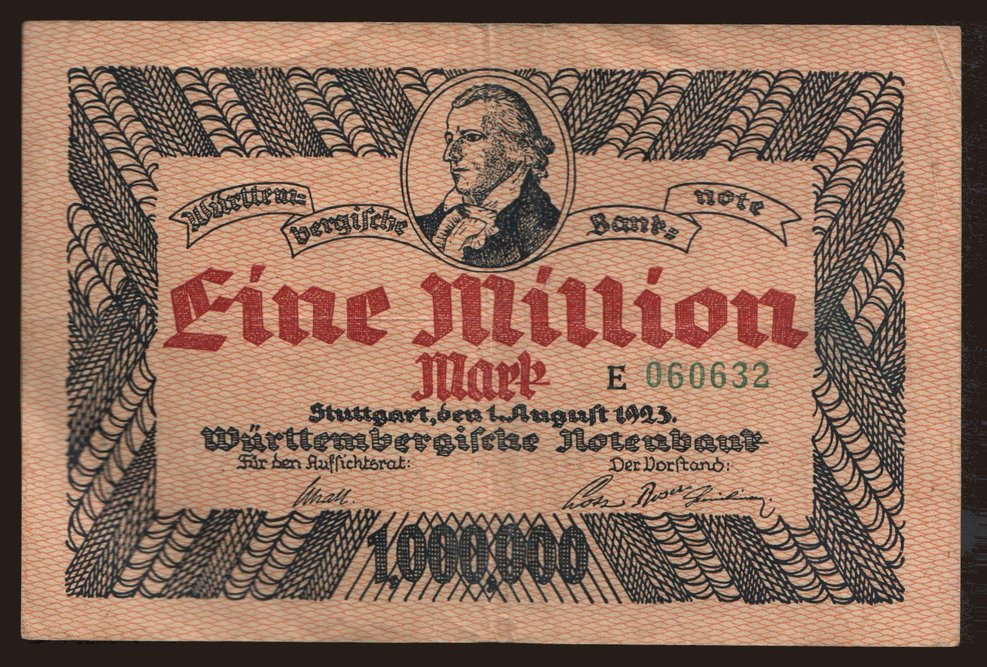 Württem-
bergische
Bank-
note
Eine Million
Mark
E 060632
Stuttgart, den 1. August 1923.
Württembergische Notenbank
Für den Aufsichtsrat:
Der Vorstand:
1,000,000